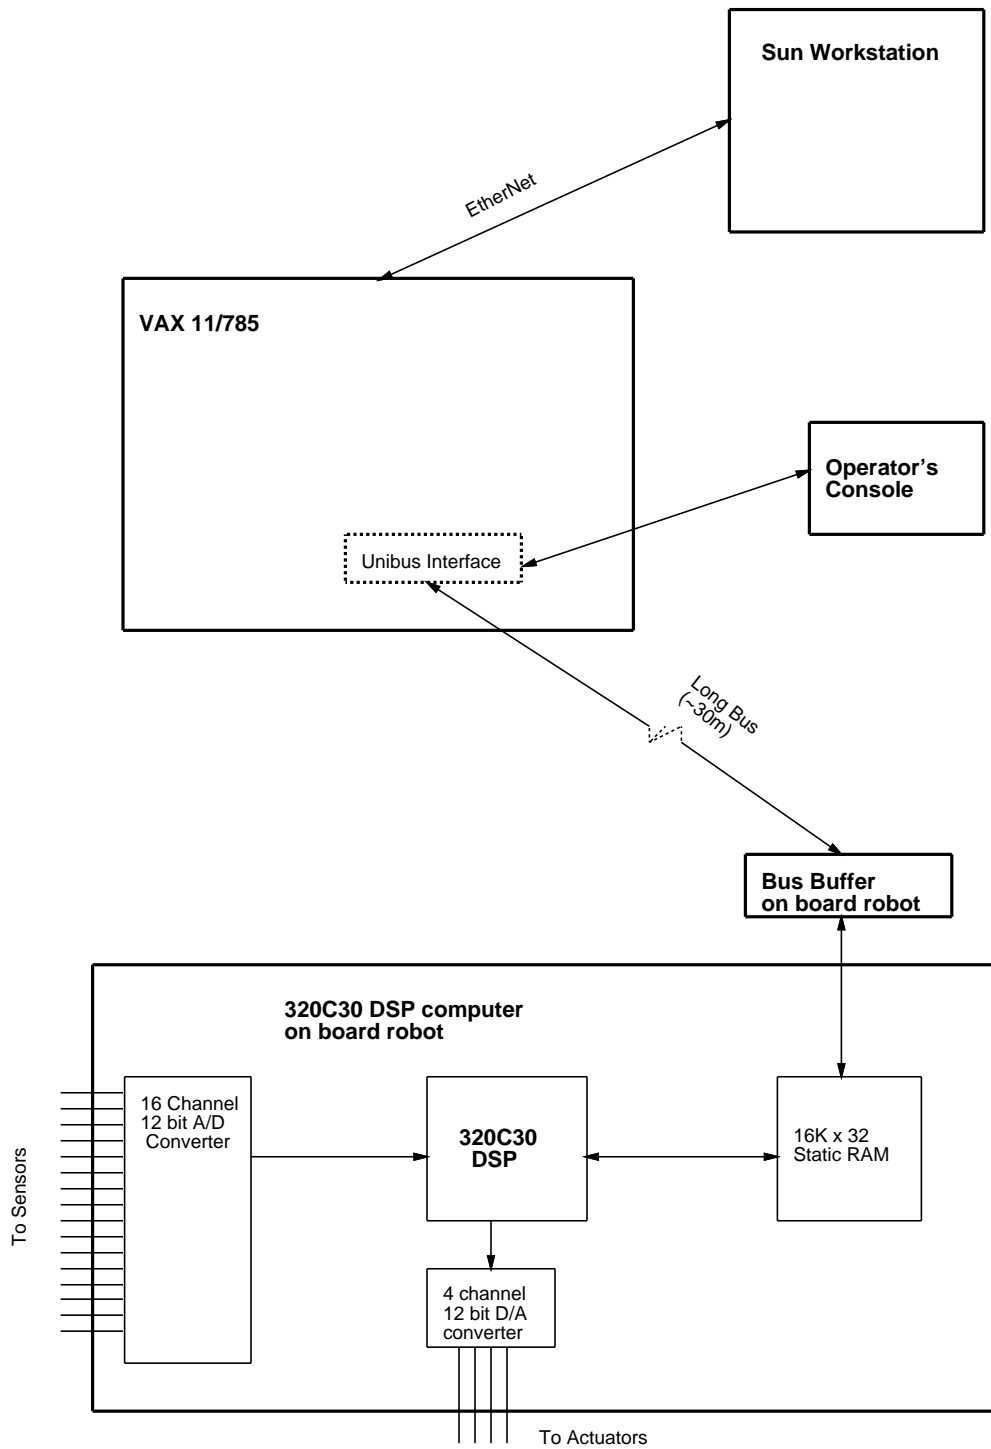 Sun Workstation
EtherNet
VAX 11/785
Operator's
Console
Unibus Interface
Long Bus
(~30m)
Bus Buffer
on board robot
320C30 DSP computer
on board robot
16 Channel
12 bit A/D
Converter
320C30
DSP
16K x 32
Static RAM
To Sensors
4 channel
12 bit D/A
converter
To Actuators